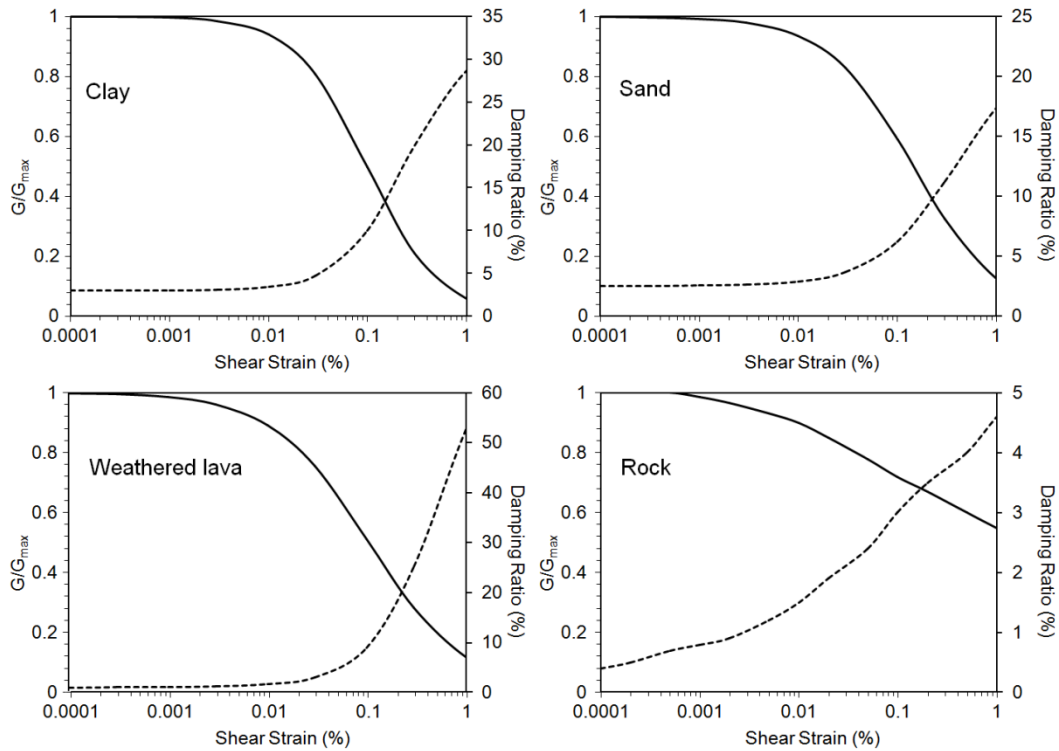 1
0.8
0.6
0.4
0.2
0
G/Gmax
Clay
35
30
25
20
15
10
5
0
Damping Ratio (%)
0.0001 0.001 0.01 0.1 1
Shear Strain (%)
1
0.8
0.6
0.4
0.2
0
G/Gmax
Sand
25
20
15
10
5
0
Damping Ratio (%)
0.0001 0.001 0.01 0.1 1
Shear Strain (%)
1
0.8
0.6
0.4
0.2
0
G/Gmax
Weathered lava
60
50
40
30
20
10
0
Damping Ratio (%)
0.0001 0.001 0.01 0.1 1
Shear Strain (%)
1
0.8
0.6
0.4
0.2
0
G/Gmax
Rock
5
4
3
2
1
0
Damping Ratio (%)
0.0001 0.001 0.01 0.1 1
Shear Strain (%)